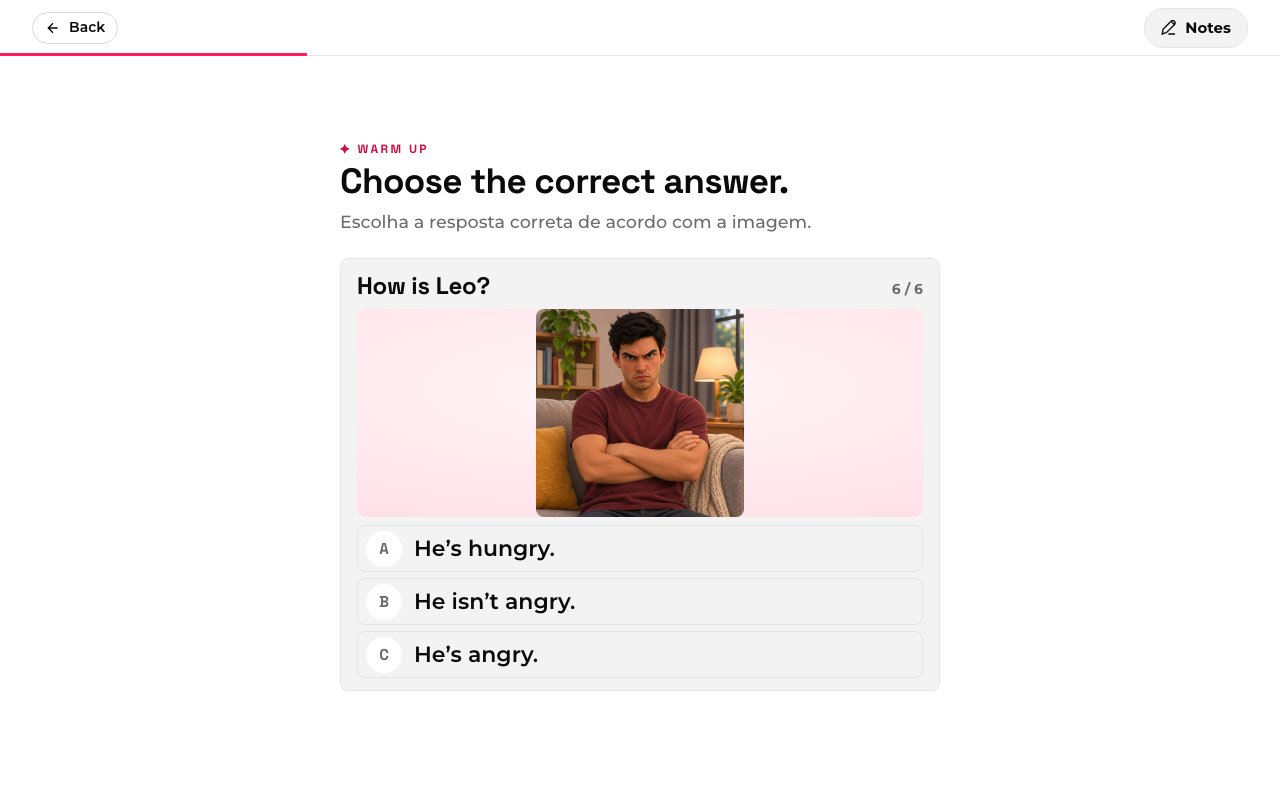 Back
Notes
WARM UP
Choose the correct answer.
Escolha a resposta correta de acordo com a imagem.
How is Leo?
6 / 6
A He’s hungry.
B He isn’t angry.
C He’s angry.